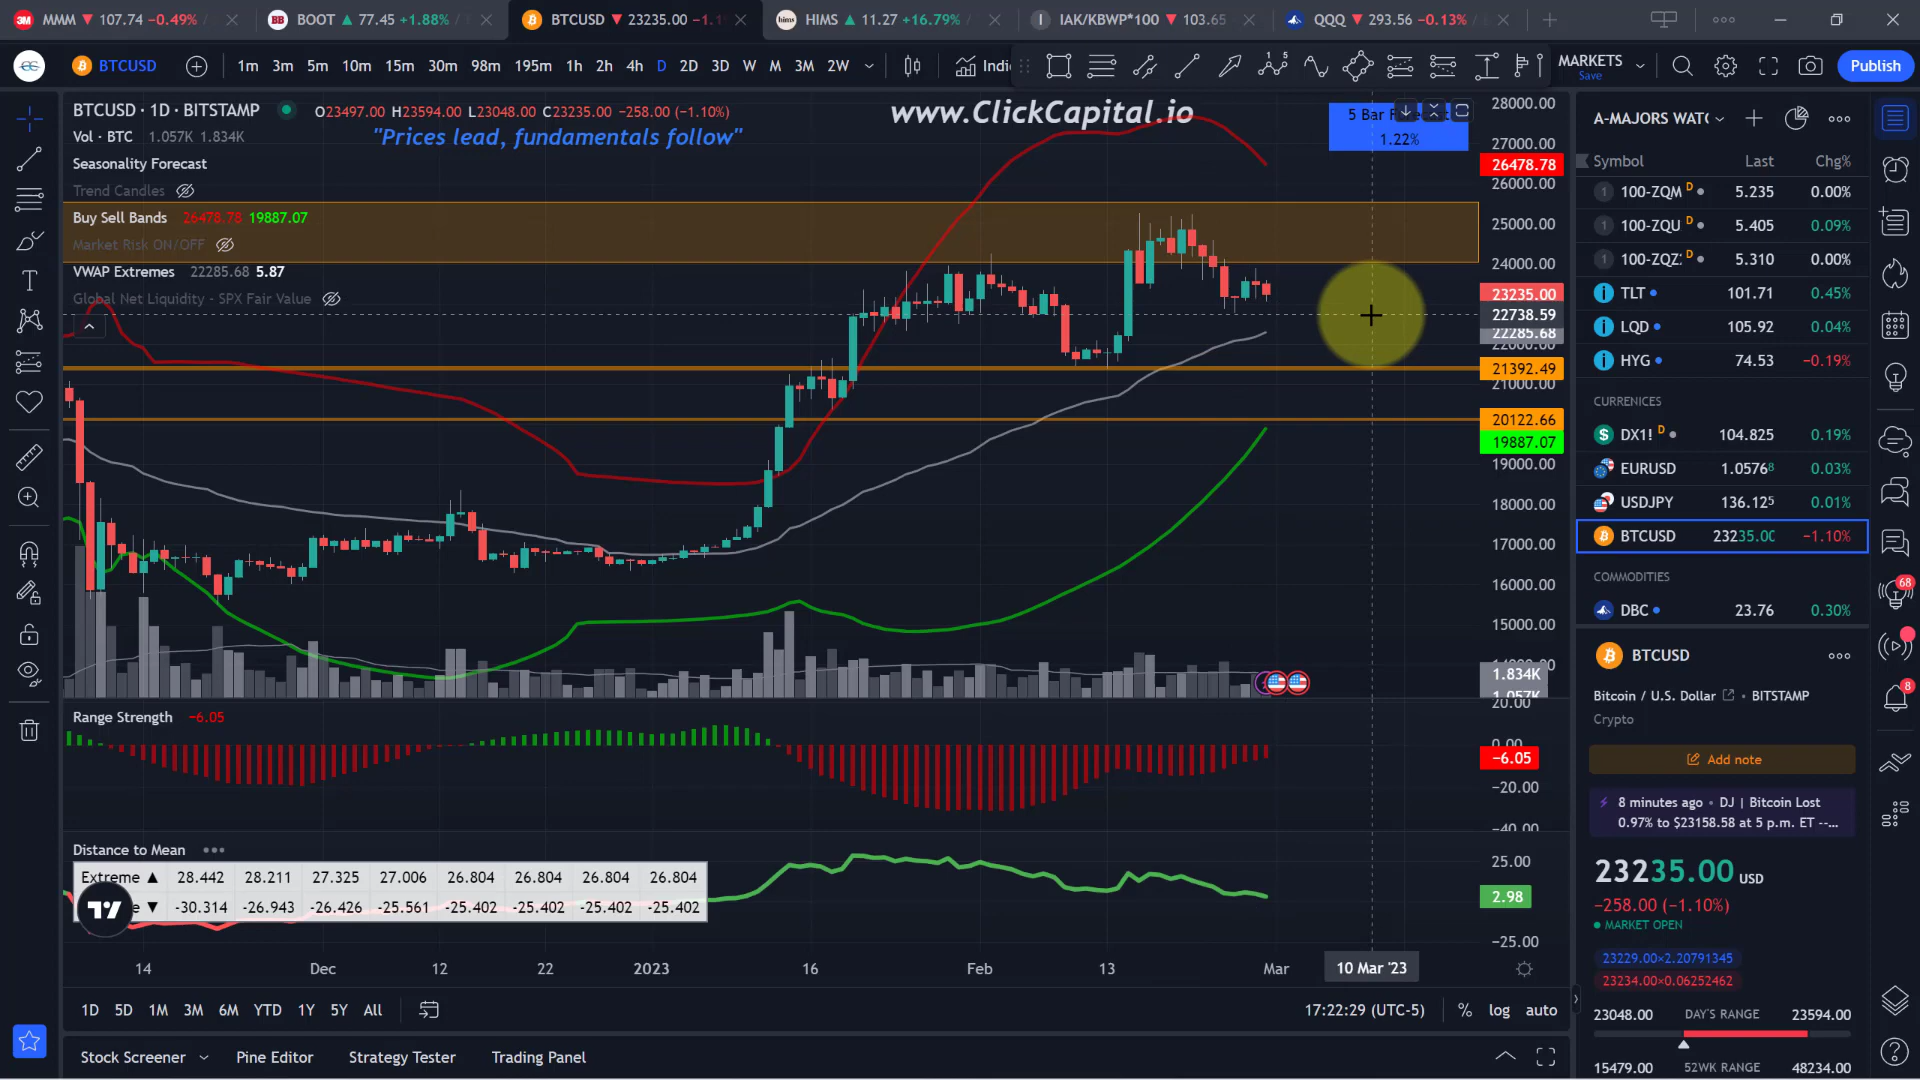 MMM ▼ 107.74 −0.49%
BOOT ▲ 77.45 +1.88%
BTCUSD ▼ 23235.00 −1.1
HIMS ▲ 11.27 +16.79%
IAK/KBWP*100 ▼ 103.65
QQQ ▼ 293.56 −0.13%
BTCUSD
1m 3m 5m 10m 15m 30m 98m 195m 1h 2h 4h D 2D 3D W M 3M 2W
Indi
MARKETS
Save
Publish
BTCUSD · 1D · BITSTAMP O23497.00 H23594.00 L23048.00 C23235.00 −258.00 (−1.10%)
www.ClickCapital.io
"Prices lead, fundamentals follow"
5 Bar
1.22%
Vol · BTC 1.057K 1.834K
Seasonality Forecast
Trend Candles
Buy Sell Bands 26478.78 19887.07
Market Risk ON/OFF
VWAP Extremes 22285.68 5.87
Global Net Liquidity - SPX Fair Value
28000.00
27000.00
26478.78
26000.00
25000.00
24000.00
23235.00
22738.59
22285.68
22000.00
21392.49
21000.00
20122.66
19887.07
19000.00
18000.00
17000.00
16000.00
15000.00
1.834K
1.057K
Range Strength −6.05
20.00
0.00
−6.05
−20.00
−40.00
Distance to Mean
Extreme ▲ 28.442 28.211 27.325 27.006 26.804 26.804 26.804 26.804
▼ -30.314 -26.943 -26.426 -25.561 -25.402 -25.402 -25.402 -25.402
25.00
2.98
−25.00
14 Dec 12 22 2023 16 Feb 13 Mar 10 Mar '23
1D 5D 1M 3M 6M YTD 1Y 5Y All
17:22:29 (UTC-5) % log auto
Stock Screener Pine Editor Strategy Tester Trading Panel
A-MAJORS WATC
Symbol Last Chg%
100-ZQM D 5.235 0.00%
100-ZQU D 5.405 0.09%
100-ZQZ D 5.310 0.00%
TLT 101.71 0.45%
LQD 105.92 0.04%
HYG 74.53 −0.19%
CURRENCIES
DX1! D 104.825 0.19%
EURUSD 1.05768 0.03%
USDJPY 136.125 0.01%
BTCUSD 23235.00 −1.10%
COMMODITIES
DBC 23.76 0.30%
BTCUSD
Bitcoin / U.S. Dollar • BITSTAMP
Crypto
Add note
8 minutes ago • DJ | Bitcoin Lost
0.97% to $23158.58 at 5 p.m. ET --...
23235.00 USD
−258.00 (−1.10%)
MARKET OPEN
23229.00×2.20791345
23234.00×0.06252462
23048.00 DAY'S RANGE 23594.00
15479.00 52WK RANGE 48234.00
68
8